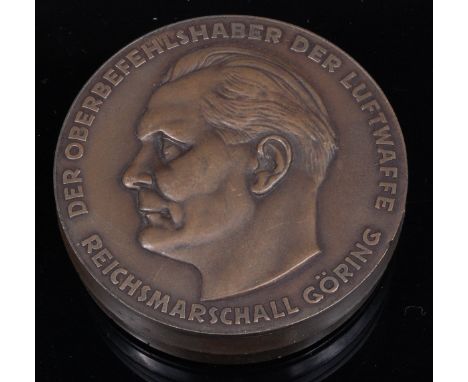 DER OBERBEFEHLSHABER DER LUFTWAFFE
REICHSMARSCHALL GÖRING